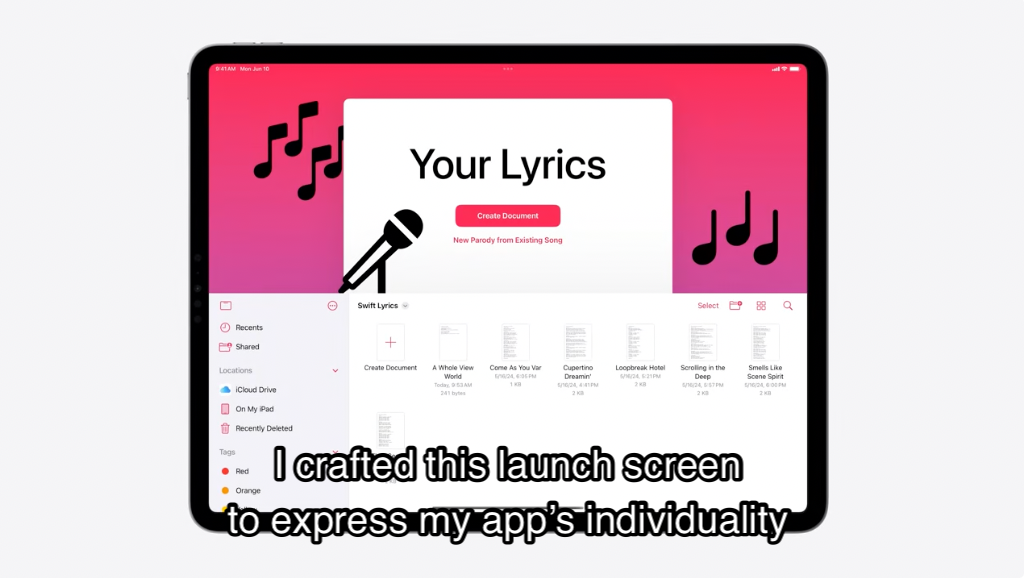 9:41 AM Mon Jun 10
Your Lyrics
Create Document
New Parody from Existing Song
Swift Lyrics
Select
Recents
Shared
Locations
iCloud Drive
On My iPad
Recently Deleted
Tags
Red
Orange
Create Document
A Whole View
World
Today, 9:53 AM
241 bytes
Come As You Var
5/16/24, 6:55 PM
1 KB
Cupertino
Dreamin'
5/16/24, 4:41 PM
2 KB
Loopbreak Hotel
5/16/24, 5:21 PM
2 KB
Scrolling in the
Deep
5/16/24, 5:57 PM
2 KB
Smells Like
Scene Spirit
5/16/24, 6:50 PM
2 KB
I crafted this launch screen
to express my app's individuality